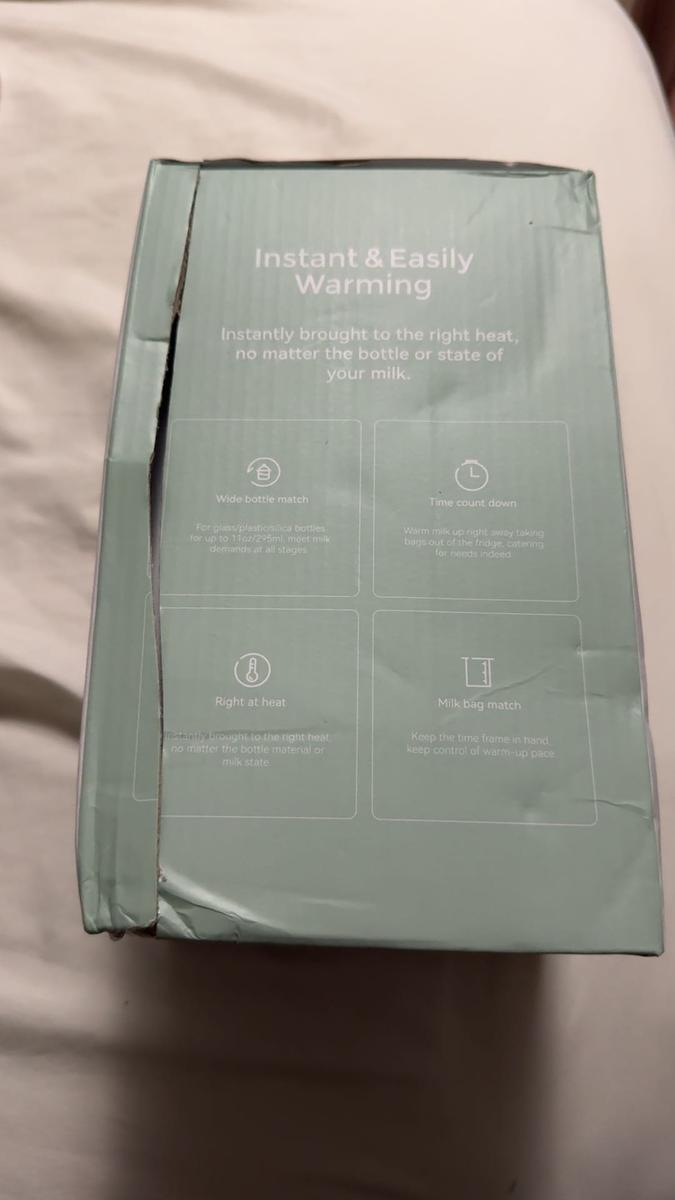 Instant & Easily
Warming
Instantly brought to the right heat,
no matter the bottle or state of
your milk.
Wide bottle match
For glass/plastic/silica bottles
for up to 11oz/295ml, meet milk
demands at all stages
Time count down
Warm milk up right away taking
bags out of the fridge, catering
for needs indeed
Right at heat
Instantly brought to the right heat,
no matter the bottle material or
milk state.
Milk bag match
Keep the time frame in hand,
keep control of warm-up pace